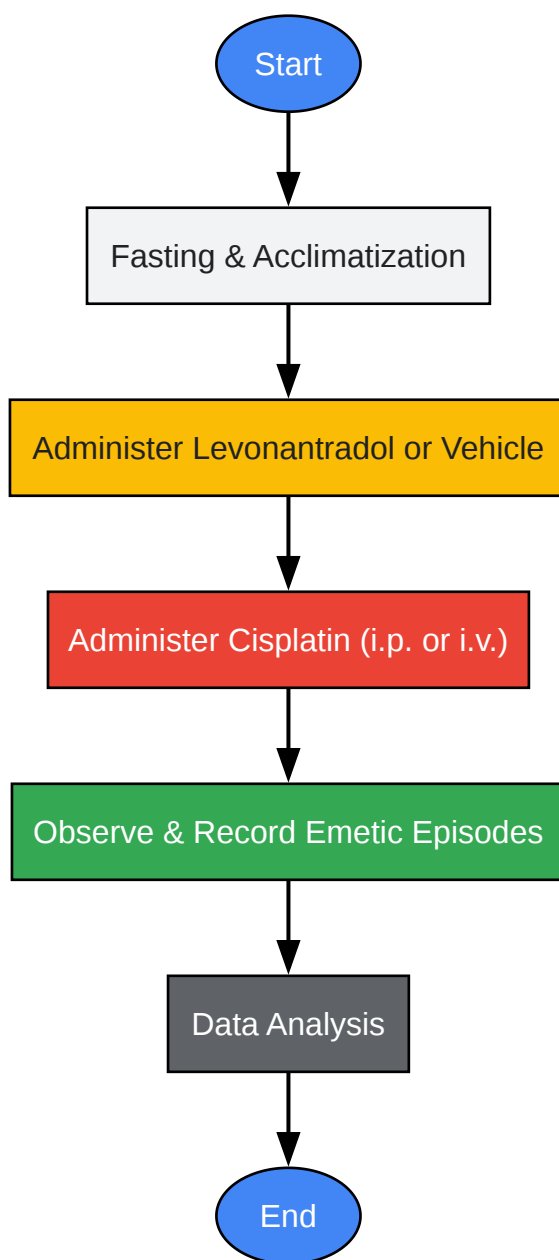 Start
Fasting & Acclimatization
Administer Levonantradol or Vehicle
Administer Cisplatin (i.p. or i.v.)
Observe & Record Emetic Episodes
Data Analysis
End